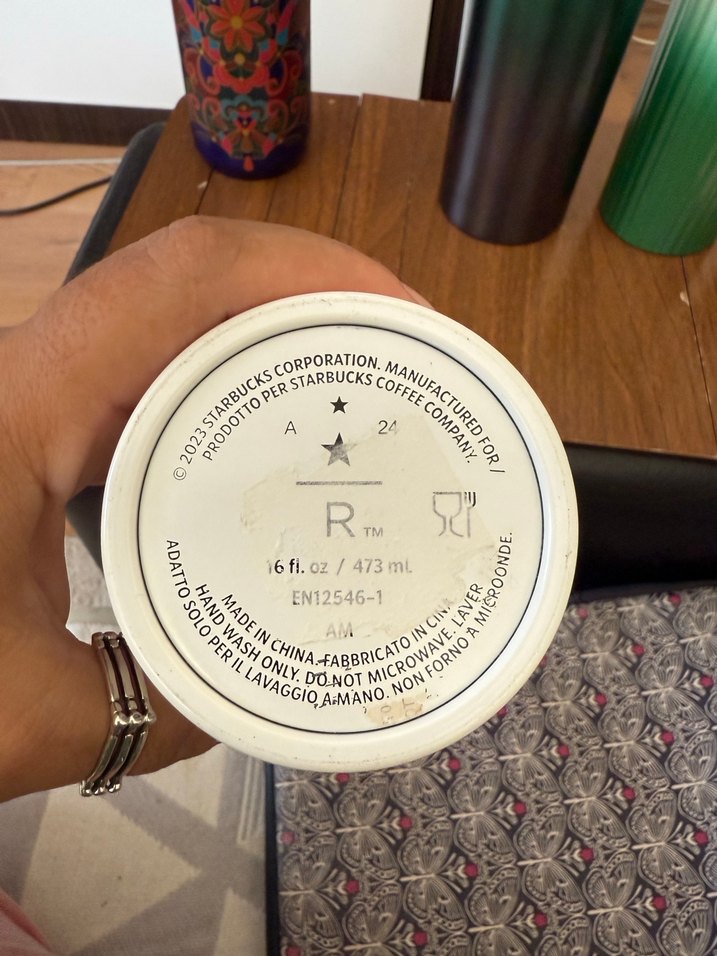 © 2023 STARBUCKS CORPORATION. MANUFACTURED FOR /
PRODOTTO PER STARBUCKS COFFEE COMPANY.
A 24
R TM
16 fl. oz / 473 mL
EN12546-1
AM
MADE IN CHINA. FABBRICATO IN CINA.
HAND WASH ONLY. DO NOT MICROWAVE. LAVER
ADATTO SOLO PER IL LAVAGGIO A MANO. NON FORNO A MICROONDE.